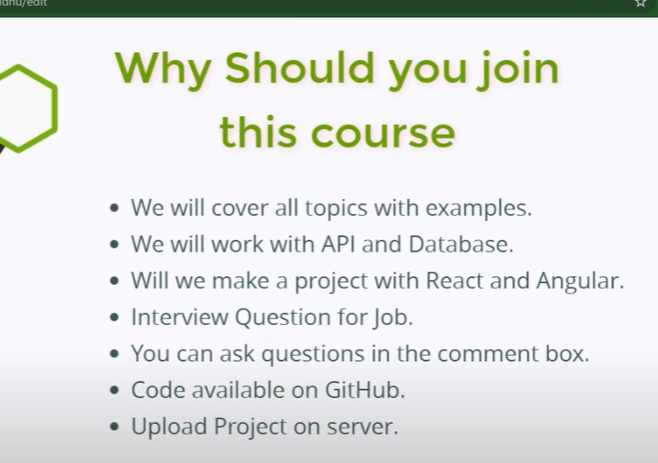 Why Should you join
this course
• We will cover all topics with examples.
• We will work with API and Database.
• Will we make a project with React and Angular.
• Interview Question for Job.
• You can ask questions in the comment box.
• Code available on GitHub.
• Upload Project on server.